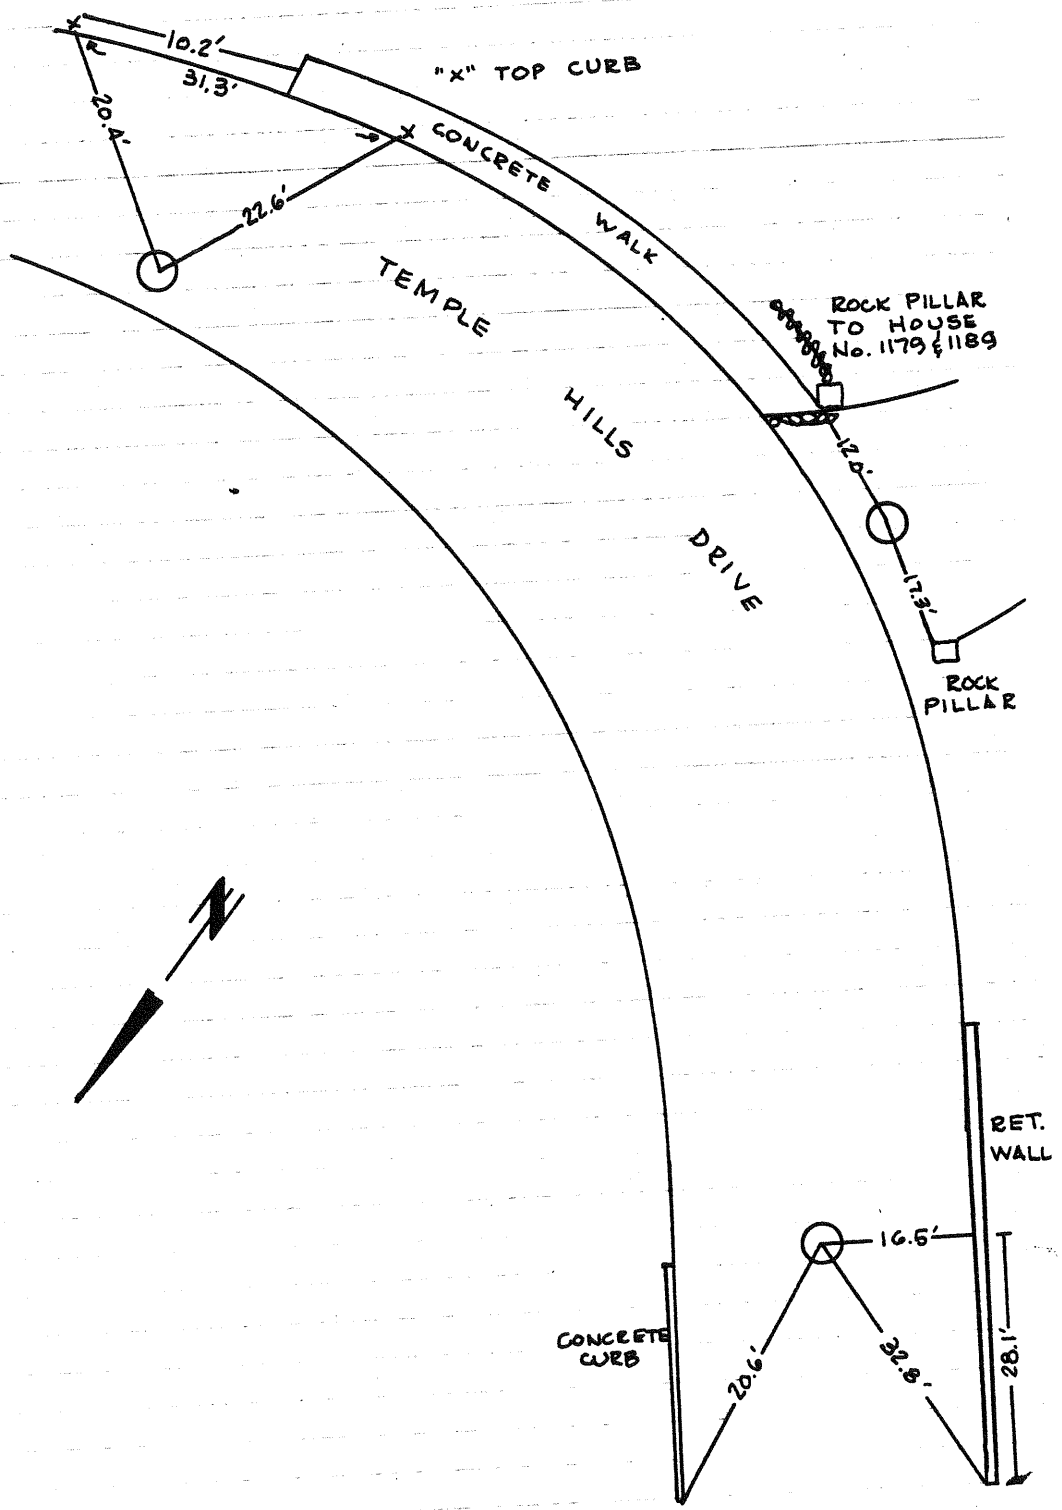 x
10.2'
31.3'
"x" TOP CURB
20.4'
x
CONCRETE
WALK
22.6'
TEMPLE
HILLS
DRIVE
ROCK PILLAR
TO HOUSE
No. 1179 & 1189
12.0'
17.3'
ROCK
PILLAR
N
RET.
WALL
16.5'
CONCRETE
CURB
20.6'
32.8'
28.1'